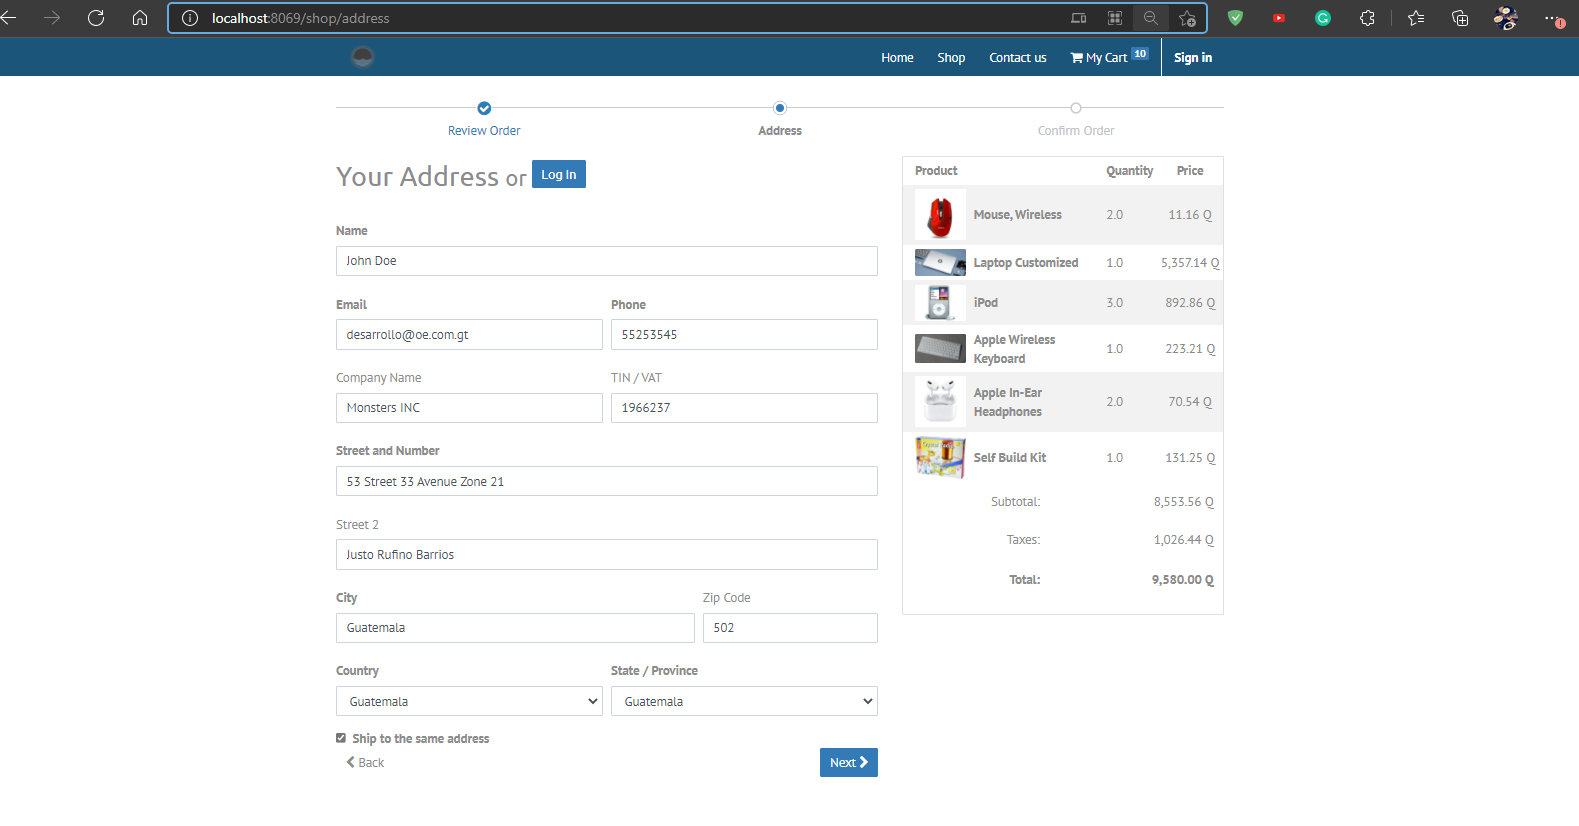 localhost:8069/shop/address
Home Shop Contact us My Cart 10 Sign in
Review Order Address Confirm Order
Your Address or Log In
Name
John Doe
Email Phone
desarrollo@oe.com.gt 55253545
Company Name TIN / VAT
Monsters INC 1966237
Street and Number
53 Street 33 Avenue Zone 21
Street 2
Justo Rufino Barrios
City Zip Code
Guatemala 502
Country State / Province
Guatemala Guatemala
Ship to the same address
Back Next
Product Quantity Price
Mouse, Wireless 2.0 11.16 Q
Laptop Customized 1.0 5,357.14 Q
iPod 3.0 892.86 Q
Apple Wireless
Keyboard 1.0 223.21 Q
Apple In-Ear
Headphones 2.0 70.54 Q
Self Build Kit 1.0 131.25 Q
Subtotal: 8,553.56 Q
Taxes: 1,026.44 Q
Total: 9,580.00 Q